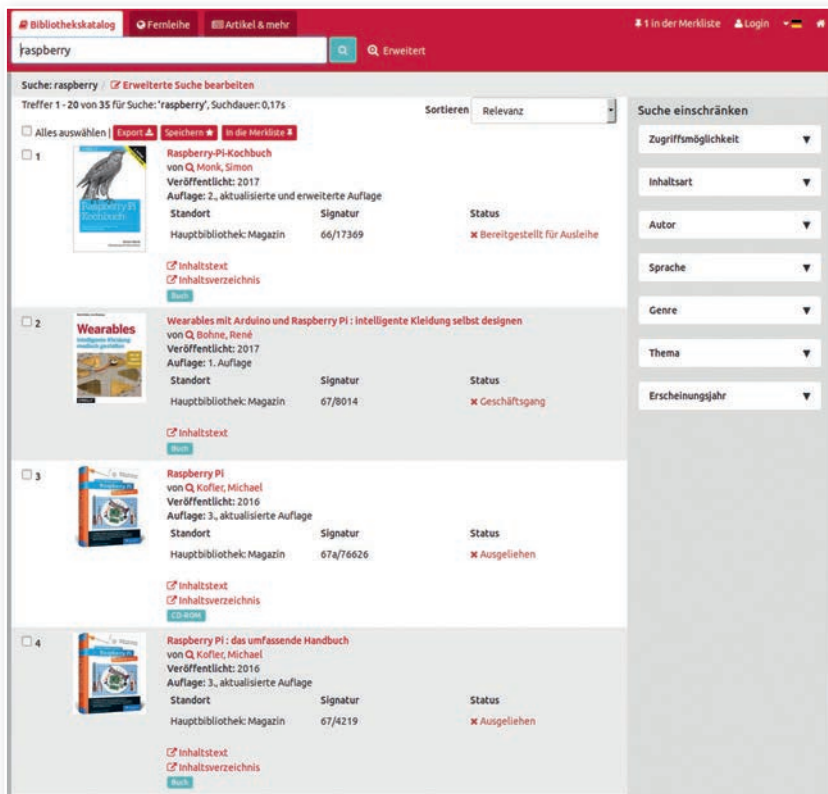 Bibliothekskatalog Fernleihe Artikel & mehr 1 in der Merkliste Login
raspberry Erweitert
Suche: raspberry / Erweiterte Suche bearbeiten
Treffer 1 - 20 von 35 für Suche: 'raspberry', Suchdauer: 0,17s
Sortieren Relevanz
Alles auswählen | Export Speichern In die Merkliste
1
Raspberry Pi
Kochbuch
Raspberry-Pi-Kochbuch
von Monk, Simon
Veröffentlicht: 2017
Auflage: 2., aktualisierte und erweiterte Auflage
Standort Signatur Status
Hauptbibliothek: Magazin 66/17369 Bereitgestellt für Ausleihe
Inhaltstext
Inhaltsverzeichnis
Buch
2
Wearables
Wearables mit Arduino und Raspberry Pi : intelligente Kleidung selbst designen
von Bohne, René
Veröffentlicht: 2017
Auflage: 1. Auflage
Standort Signatur Status
Hauptbibliothek: Magazin 67/8014 Geschäftsgang
Inhaltstext
Buch
3
Raspberry Pi
Raspberry Pi
von Kofler, Michael
Veröffentlicht: 2016
Auflage: 3., aktualisierte Auflage
Standort Signatur Status
Hauptbibliothek: Magazin 67a/76626 Ausgeliehen
Inhaltstext
Inhaltsverzeichnis
CD-ROM
4
Raspberry Pi
Raspberry Pi : das umfassende Handbuch
von Kofler, Michael
Veröffentlicht: 2016
Auflage: 3., aktualisierte Auflage
Standort Signatur Status
Hauptbibliothek: Magazin 67/4219 Ausgeliehen
Inhaltstext
Inhaltsverzeichnis
Buch
Suche einschränken
Zugriffsmöglichkeit
Inhaltsart
Autor
Sprache
Genre
Thema
Erscheinungsjahr